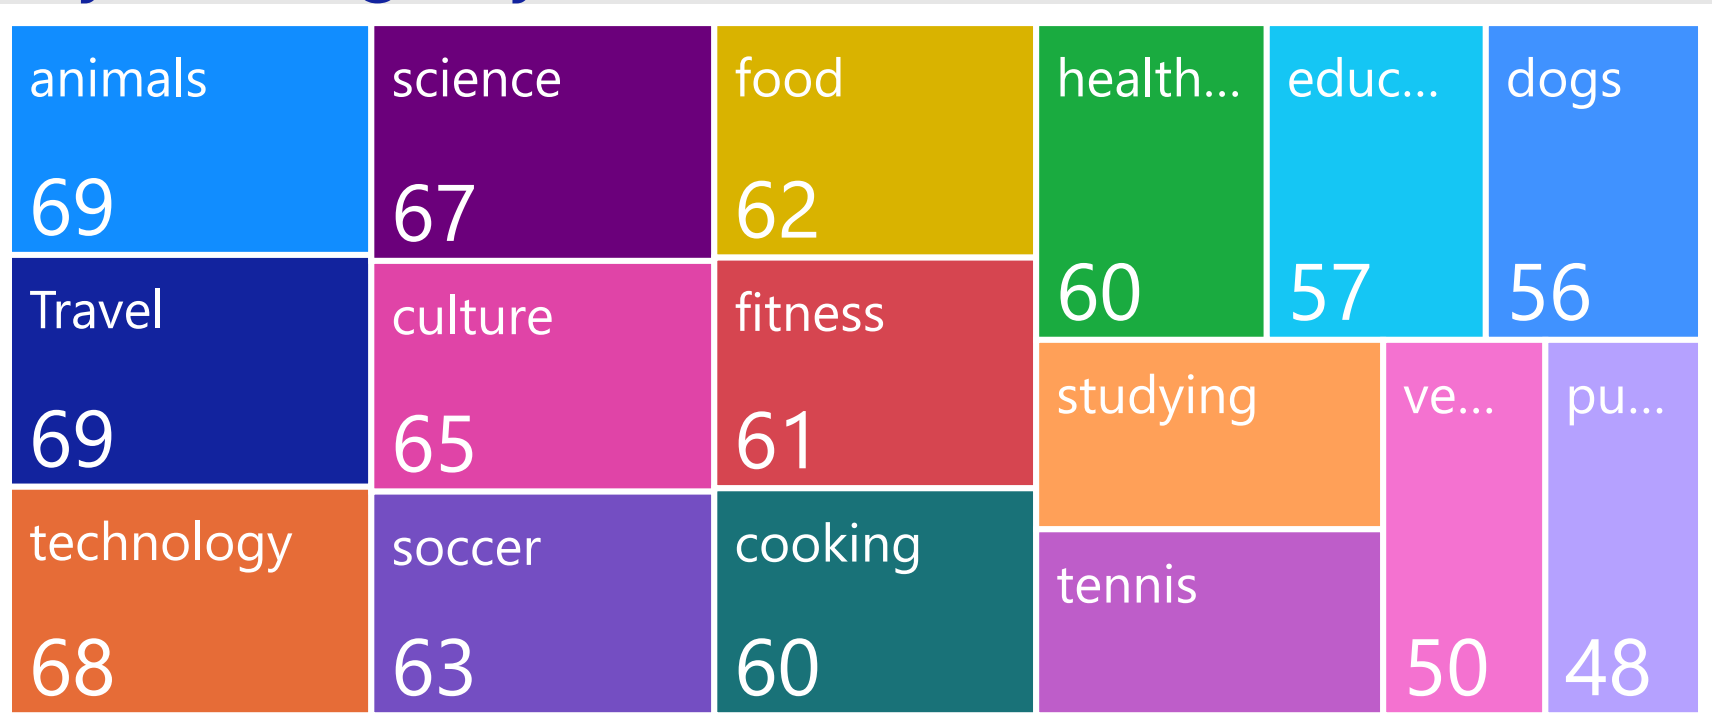 animals
69
Travel
69
technology
68
science
67
culture
65
soccer
63
food
62
fitness
61
cooking
60
health...
60
educ...
57
dogs
56
studying
tennis
ve...
50
pu...
48